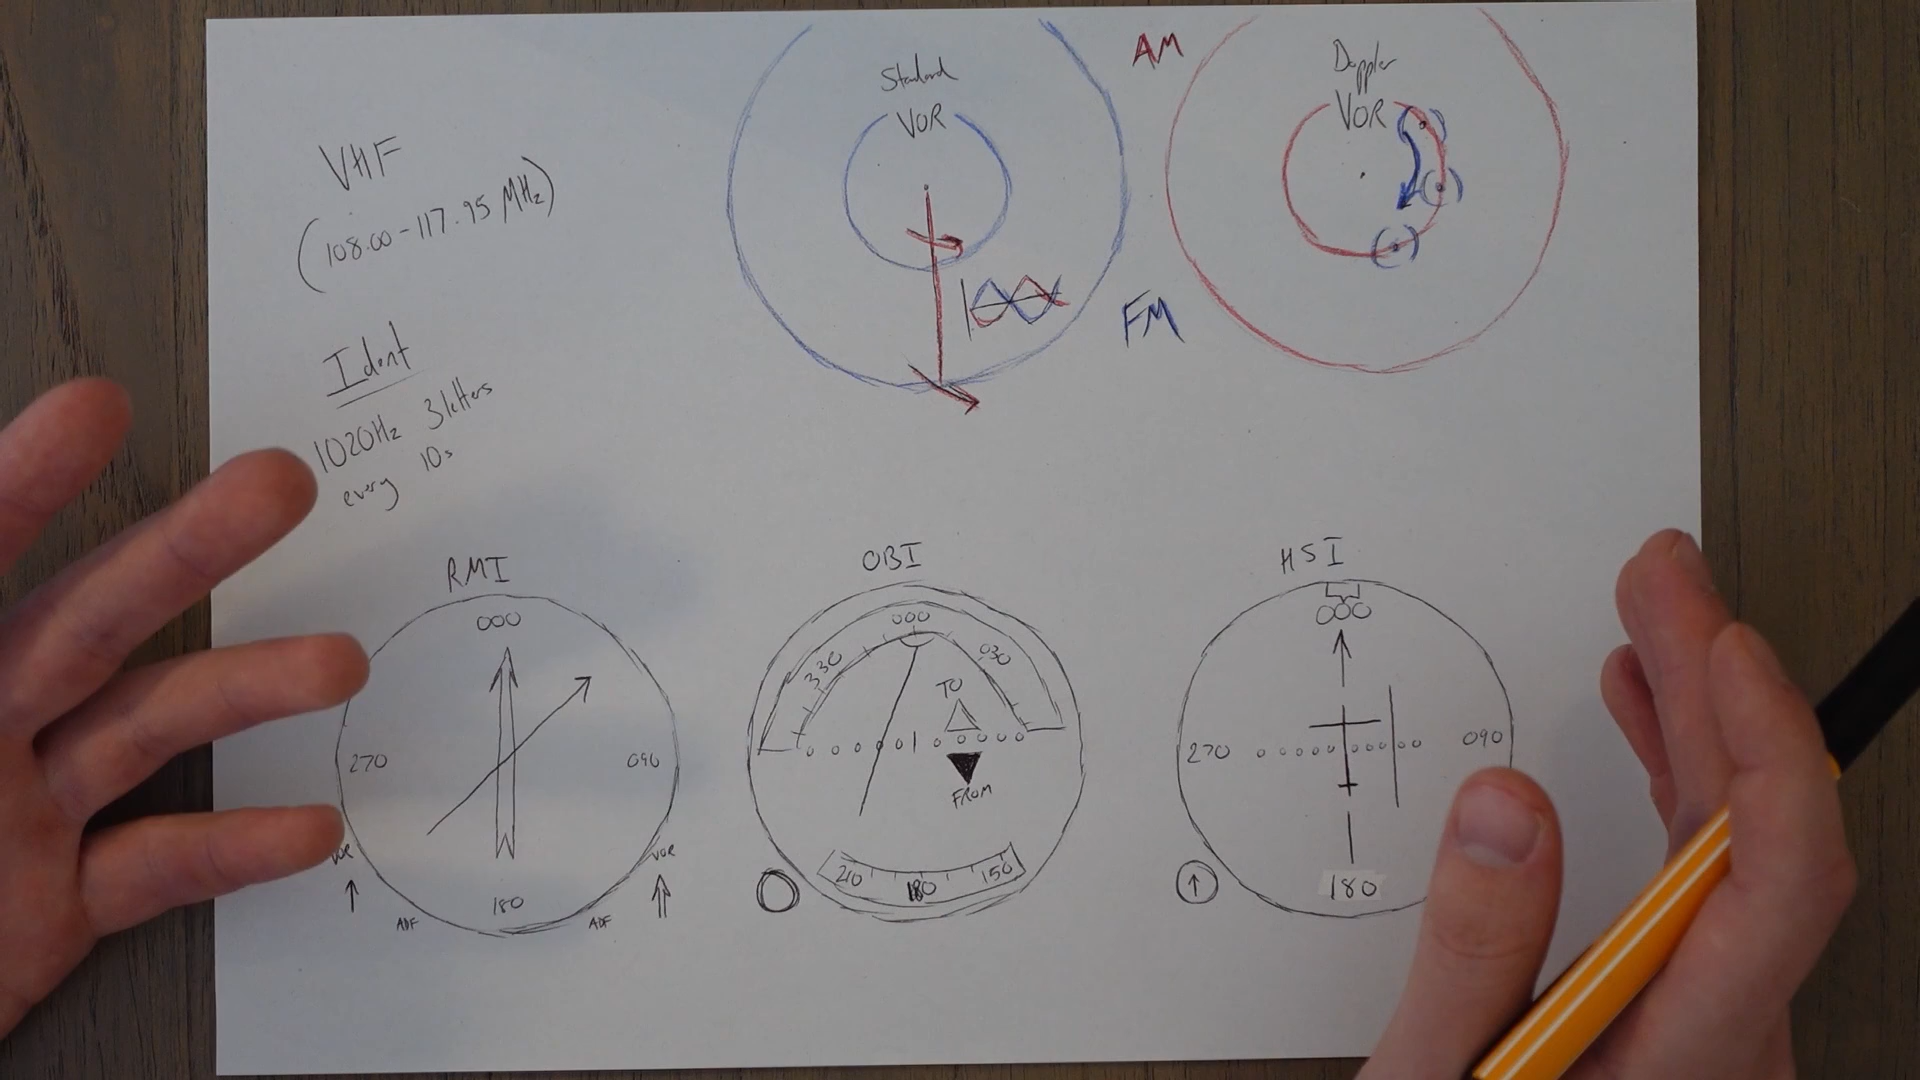 VHF
(108.00-117.95 MHz)
Ident
1020Hz 3 letters
every 10s
Standard
VOR
AM
FM
Doppler
VOR
RMI
000
270
090
180
VOR
ADF
ADF
VOR
OBI
000
330
030
TO
FROM
210
180
150
HSI
000
270
090
180